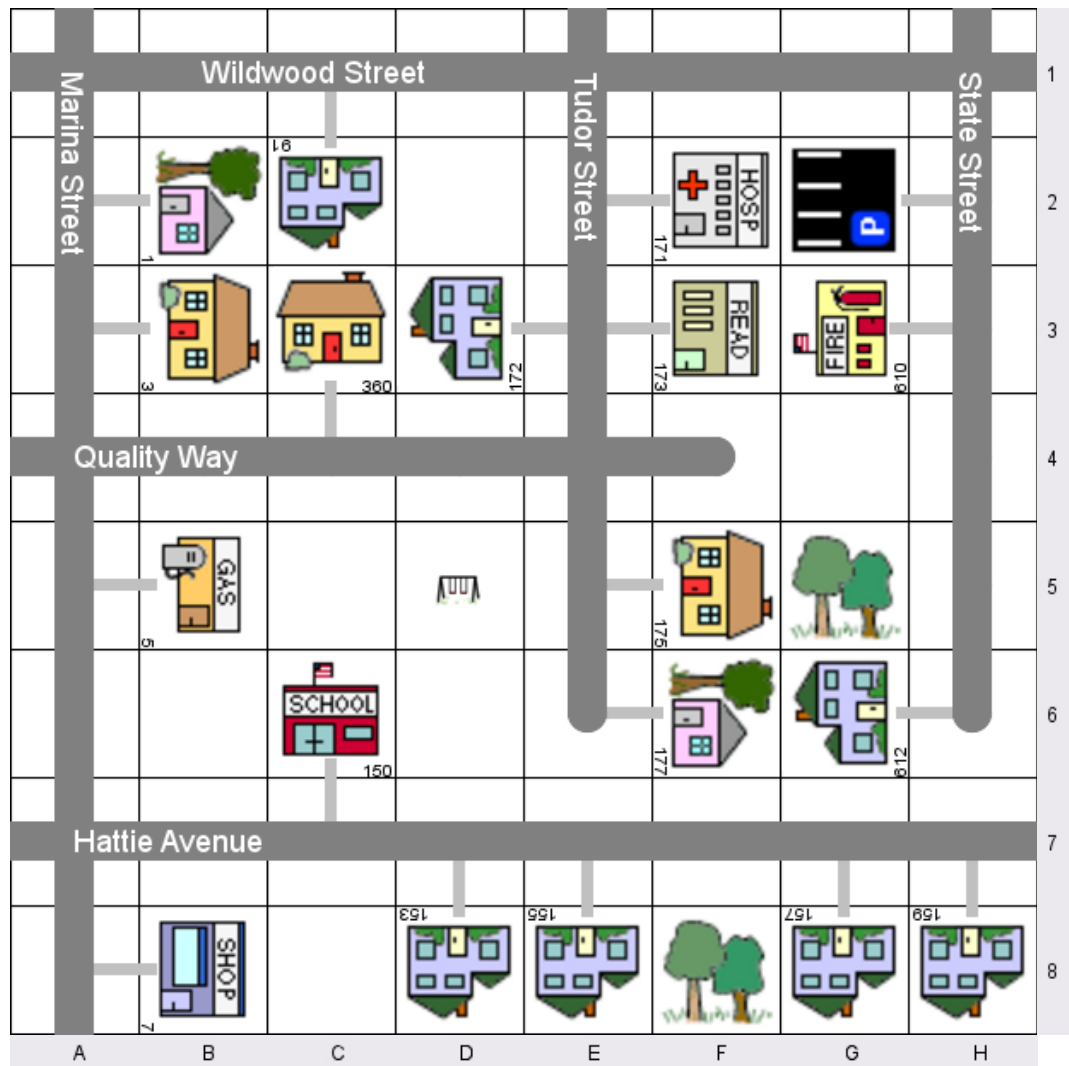 Wildwood Street
1
Marina Street
Tudor Street
State Street
91
1
HOSP
171
P
2
3
360
172
READ
173
FIRE
610
3
Quality Way
4
GAS
5
175
5
SCHOOL
150
177
612
6
Hattie Avenue
7
153
155
157
159
SHOP
7
8
A B C D E F G H